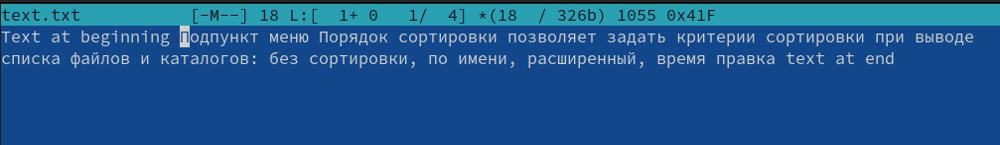 text.txt [-M--] 18 L:[ 1+ 0 1/ 4] *(18 / 326b) 1055 0x41F
Text at beginning Подпункт меню Порядок сортировки позволяет задать критерии сортировки при выводе
списка файлов и каталогов: без сортировки, по имени, расширенный, время правка text at end